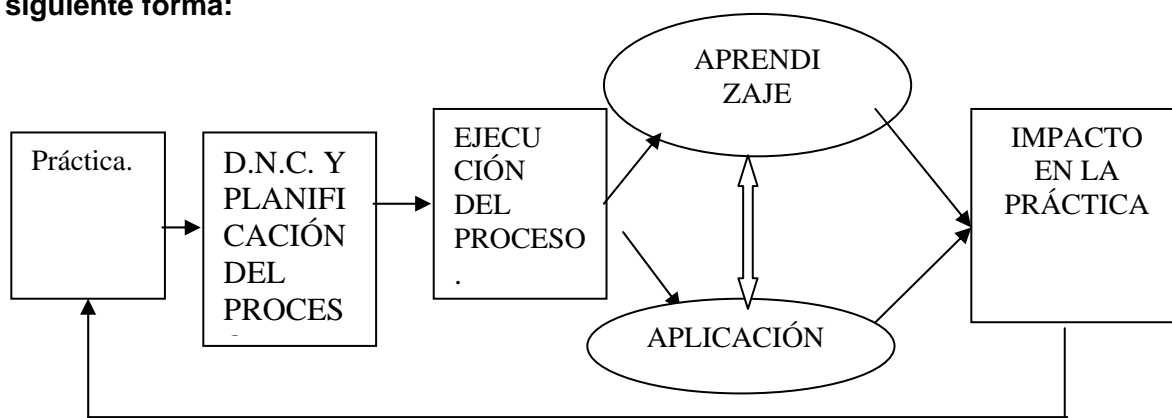 siguiente forma:
Práctica.
D.N.C. Y
PLANIFI
CACIÓN
DEL
PROCES
EJECU
CIÓN
DEL
PROCESO
.
APRENDI
ZAJE
APLICACIÓN
IMPACTO
EN LA
PRÁCTICA